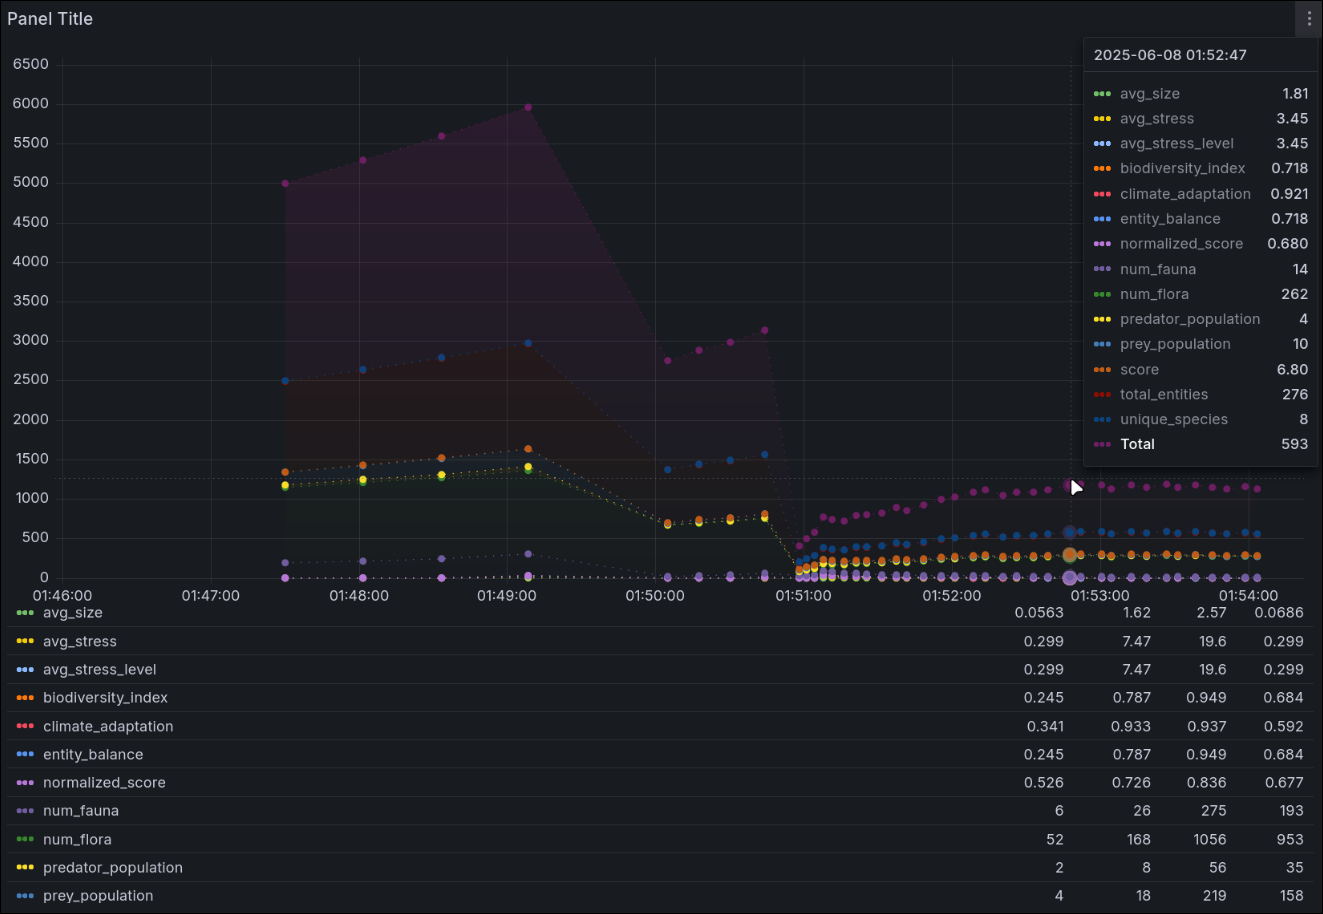 Panel Title
2025-06-08 01:52:47
avg_size 1.81
avg_stress 3.45
avg_stress_level 3.45
biodiversity_index 0.718
climate_adaptation 0.921
entity_balance 0.718
normalized_score 0.680
num_fauna 14
num_flora 262
predator_population 4
prey_population 10
score 6.80
total_entities 276
unique_species 8
Total 593
6500
6000
5500
5000
4500
4000
3500
3000
2500
2000
1500
1000
500
0
01:46:00 01:47:00 01:48:00 01:49:00 01:50:00 01:51:00 01:52:00 01:53:00 01:54:00
avg_size 0.0563 1.62 2.57 0.0686
avg_stress 0.299 7.47 19.6 0.299
avg_stress_level 0.299 7.47 19.6 0.299
biodiversity_index 0.245 0.787 0.949 0.684
climate_adaptation 0.341 0.933 0.937 0.592
entity_balance 0.245 0.787 0.949 0.684
normalized_score 0.526 0.726 0.836 0.677
num_fauna 6 26 275 193
num_flora 52 168 1056 953
predator_population 2 8 56 35
prey_population 4 18 219 158